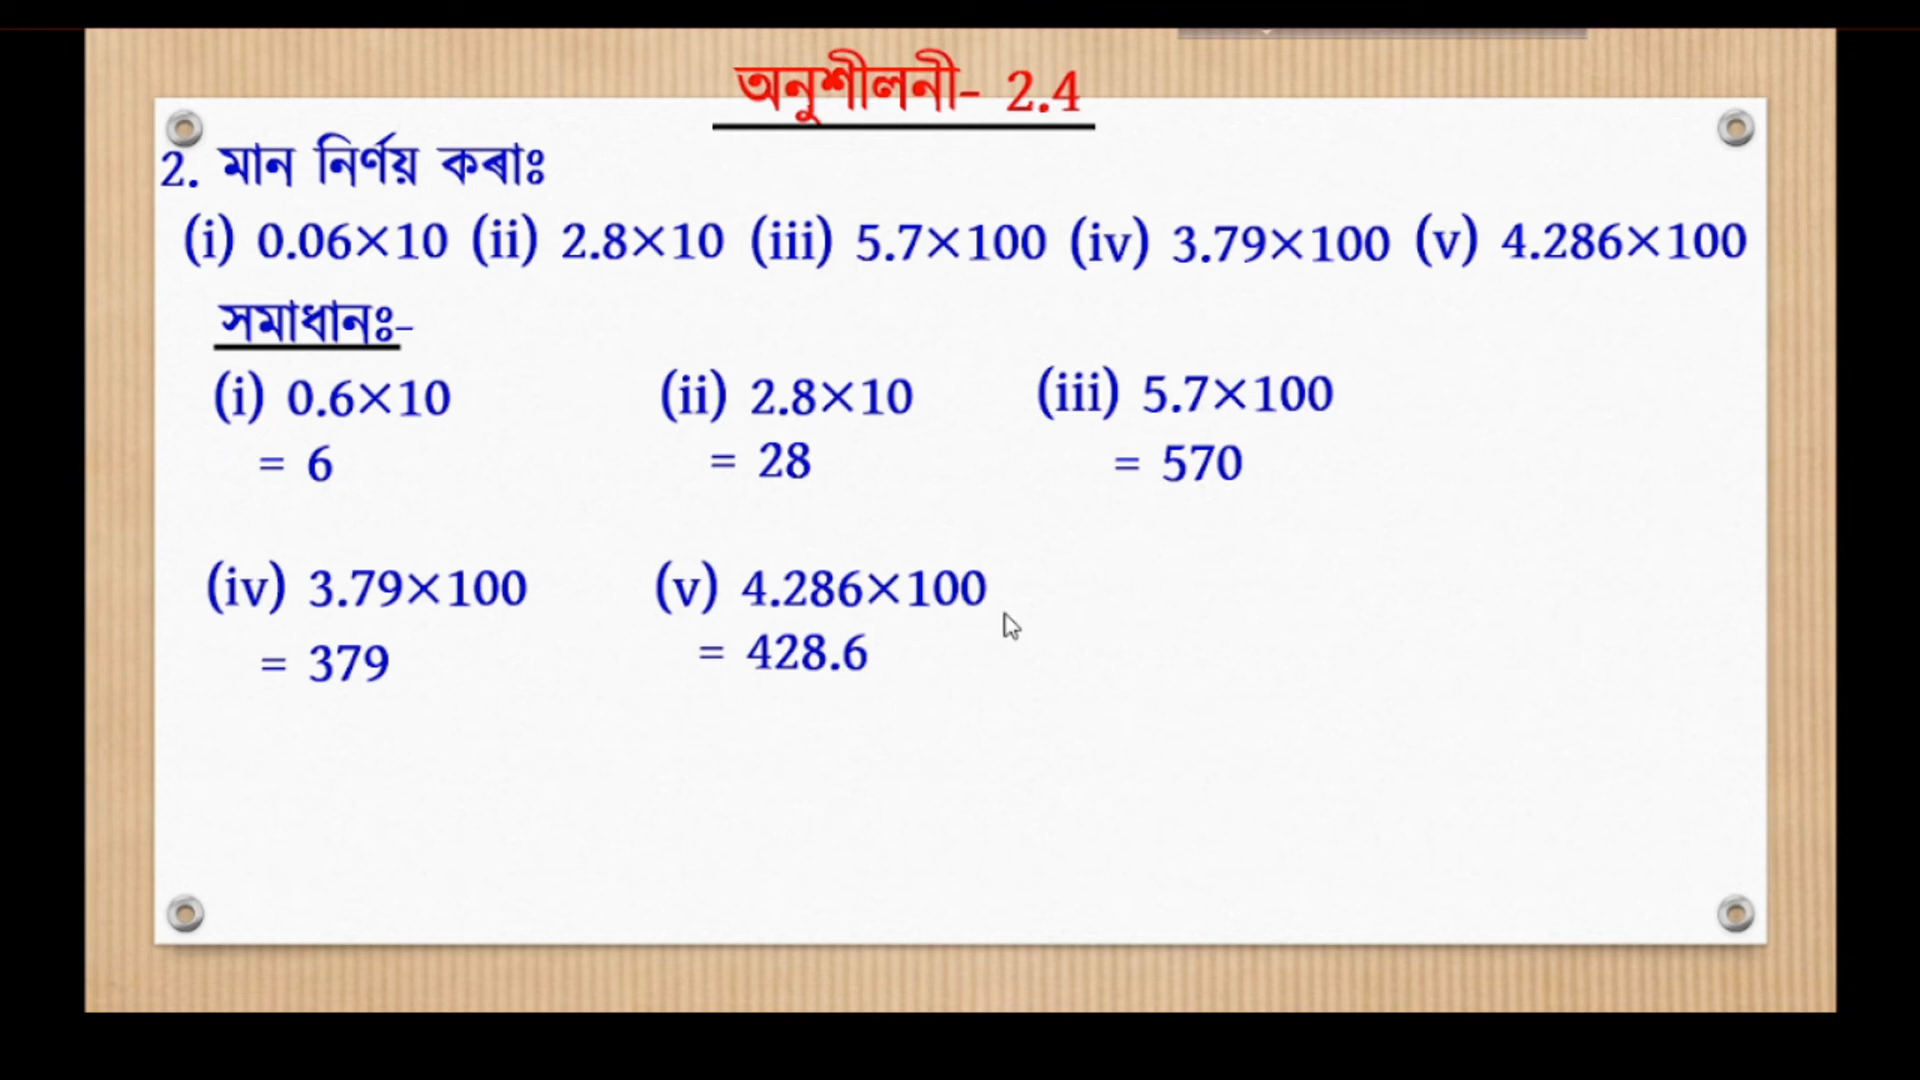 অনুশীলনী- 2.4
2. মান নিৰ্ণয় কৰাঃ
(i) 0.06×10 (ii) 2.8×10 (iii) 5.7×100 (iv) 3.79×100 (v) 4.286×100
সমাধানঃ-
(i) 0.6×10 (ii) 2.8×10 (iii) 5.7×100
= 6 = 28 = 570
(iv) 3.79×100 (v) 4.286×100
= 379 = 428.6